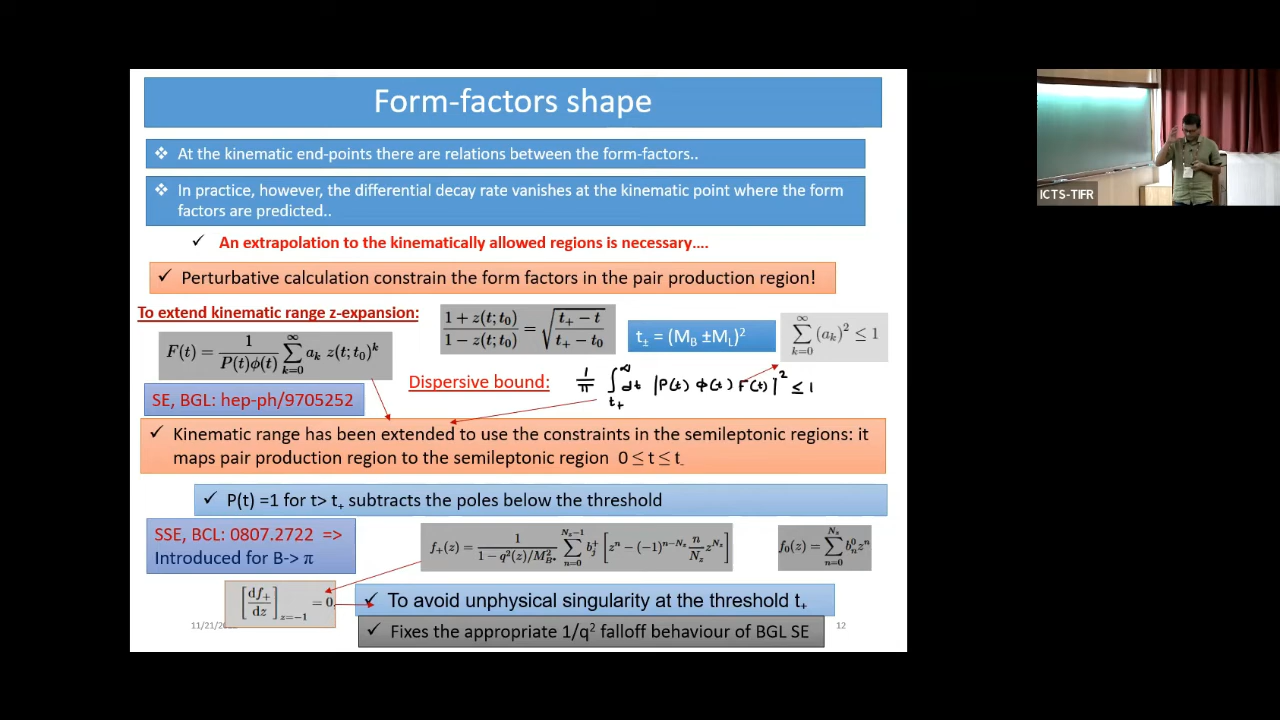 Form-factors shape
❖ At the kinematic end-points there are relations between the form-factors..
❖ In practice, however, the differential decay rate vanishes at the kinematic point where the form
factors are predicted..
✓ An extrapolation to the kinematically allowed regions is necessary....
✓ Perturbative calculation constrain the form factors in the pair production region!
To extend kinematic range z-expansion:
F(t) = 1/(P(t)ϕ(t)) ∑_{k=0}^{∞} a_k z(t;t₀)^k
(1 + z(t;t₀))/(1 − z(t;t₀)) = √((t₊ − t)/(t₊ − t₀))
t± = (M_B ±M_L)²
∑_{k=0}^{∞} (a_k)² ≤ 1
Dispersive bound: 1/π ∫_{t₊}^{∞} dt |P(t) ϕ(t) F(t)|² ≤ 1
SE, BGL: hep-ph/9705252
✓ Kinematic range has been extended to use the constraints in the semileptonic regions: it
maps pair production region to the semileptonic region 0 ≤ t ≤ t_
✓ P(t) =1 for t> t₊ subtracts the poles below the threshold
SSE, BCL: 0807.2722 =>
Introduced for B-> π
f₊(z) = 1/(1 − q²(z)/M²_{B*}) ∑_{n=0}^{N_z−1} b_j^+ [z^n − (−1)^{n−N_z} n/N_z z^{N_z}]
f₀(z) = ∑_{n=0}^{N_z} b_n^0 z^n
[df₊/dz]_{z=−1} = 0
✓ To avoid unphysical singularity at the threshold t₊
✓ Fixes the appropriate 1/q² falloff behaviour of BGL SE
12
ICTS-TIFR